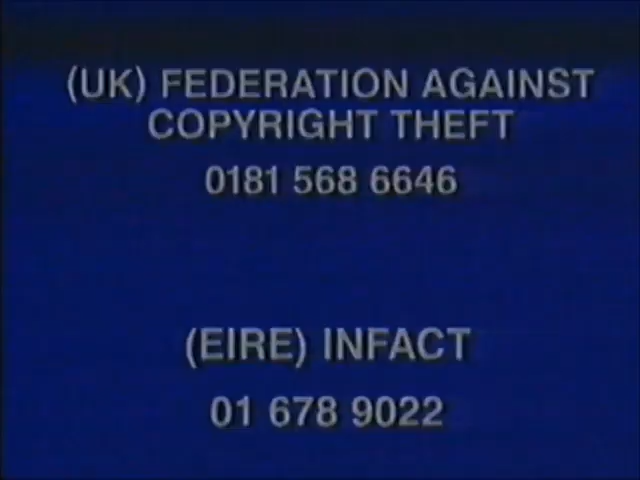 (UK) FEDERATION AGAINST
COPYRIGHT THEFT
0181 568 6646
(EIRE) INFACT
01 678 9022